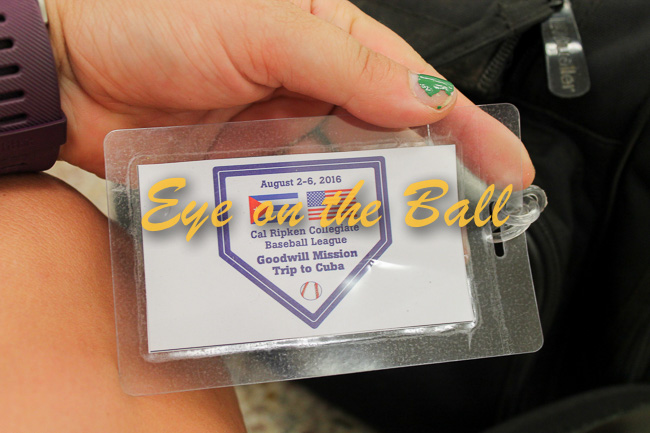 August 2-6, 2016
Eye on the Ball
Cal Ripken Collegiate
Baseball League
Goodwill Mission
Trip to Cuba